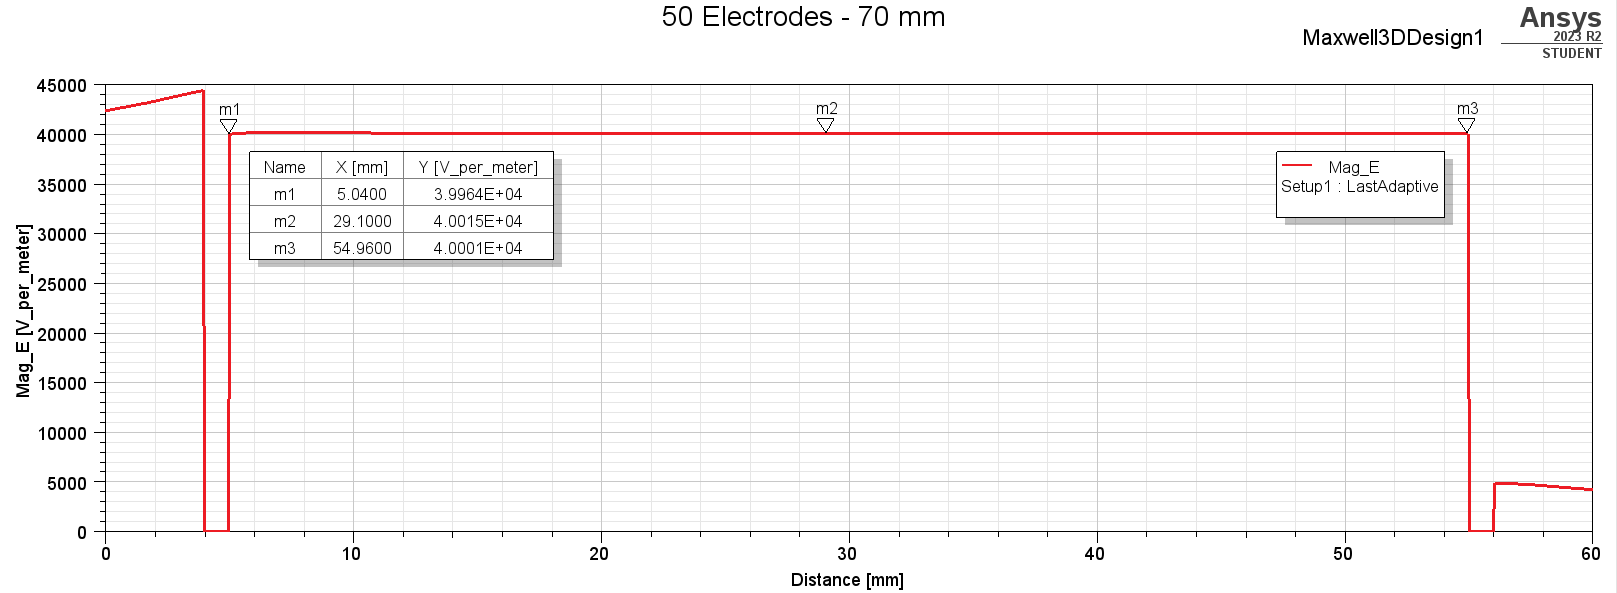 50 Electrodes - 70 mm
Maxwell3DDesign1
Ansys
2023 R2
STUDENT
45000
40000
35000
30000
25000
20000
15000
10000
5000
0
Mag_E [V_per_meter]
m1
m2
m3
Name X [mm] Y [V_per_meter]
m1 5.0400 3.9964E+04
m2 29.1000 4.0015E+04
m3 54.9600 4.0001E+04
Mag_E
Setup1 : LastAdaptive
0 10 20 30 40 50 60
Distance [mm]